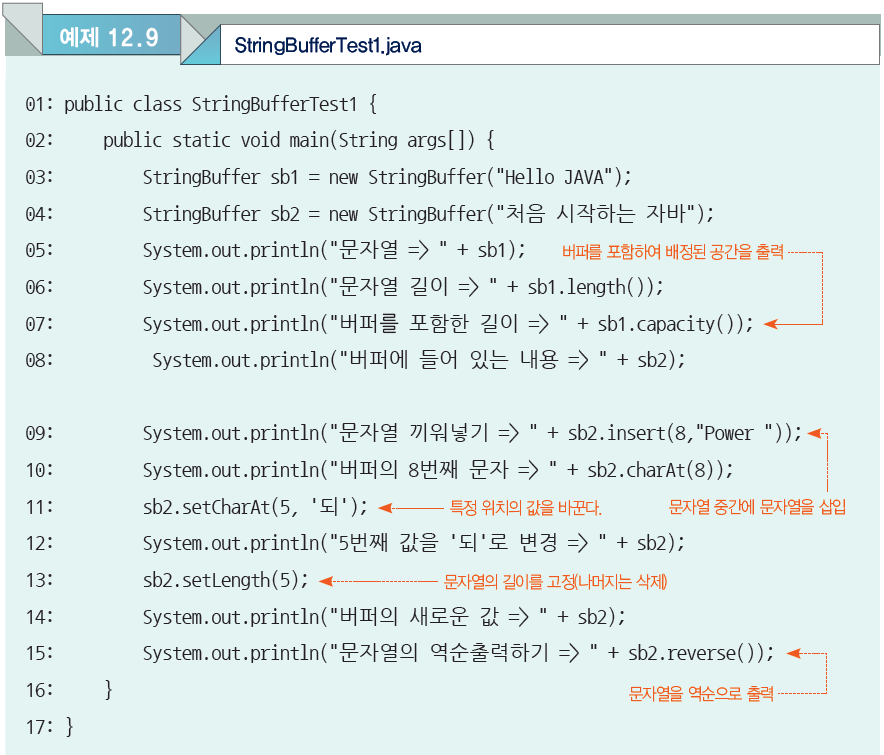 예제 12.9
StringBufferTest1.java
01: public class StringBufferTest1 {
02: public static void main(String args[]) {
03: StringBuffer sb1 = new StringBuffer("Hello JAVA");
04: StringBuffer sb2 = new StringBuffer("처음 시작하는 자바");
05: System.out.println("문자열 => " + sb1); 버퍼를 포함하여 배정된 공간을 출력
06: System.out.println("문자열 길이 => " + sb1.length());
07: System.out.println("버퍼를 포함한 길이 => " + sb1.capacity());
08: System.out.println("버퍼에 들어 있는 내용 => " + sb2);
09: System.out.println("문자열 끼워넣기 => " + sb2.insert(8,"Power "));
10: System.out.println("버퍼의 8번째 문자 => " + sb2.charAt(8));
11: sb2.setCharAt(5, '되'); 특정 위치의 값을 바꾼다. 문자열 중간에 문자열을 삽입
12: System.out.println("5번째 값을 '되'로 변경 => " + sb2);
13: sb2.setLength(5); 문자열의 길이를 고정(나머지는 삭제)
14: System.out.println("버퍼의 새로운 값 => " + sb2);
15: System.out.println("문자열의 역순출력하기 => " + sb2.reverse());
16: } 문자열을 역순으로 출력
17: }